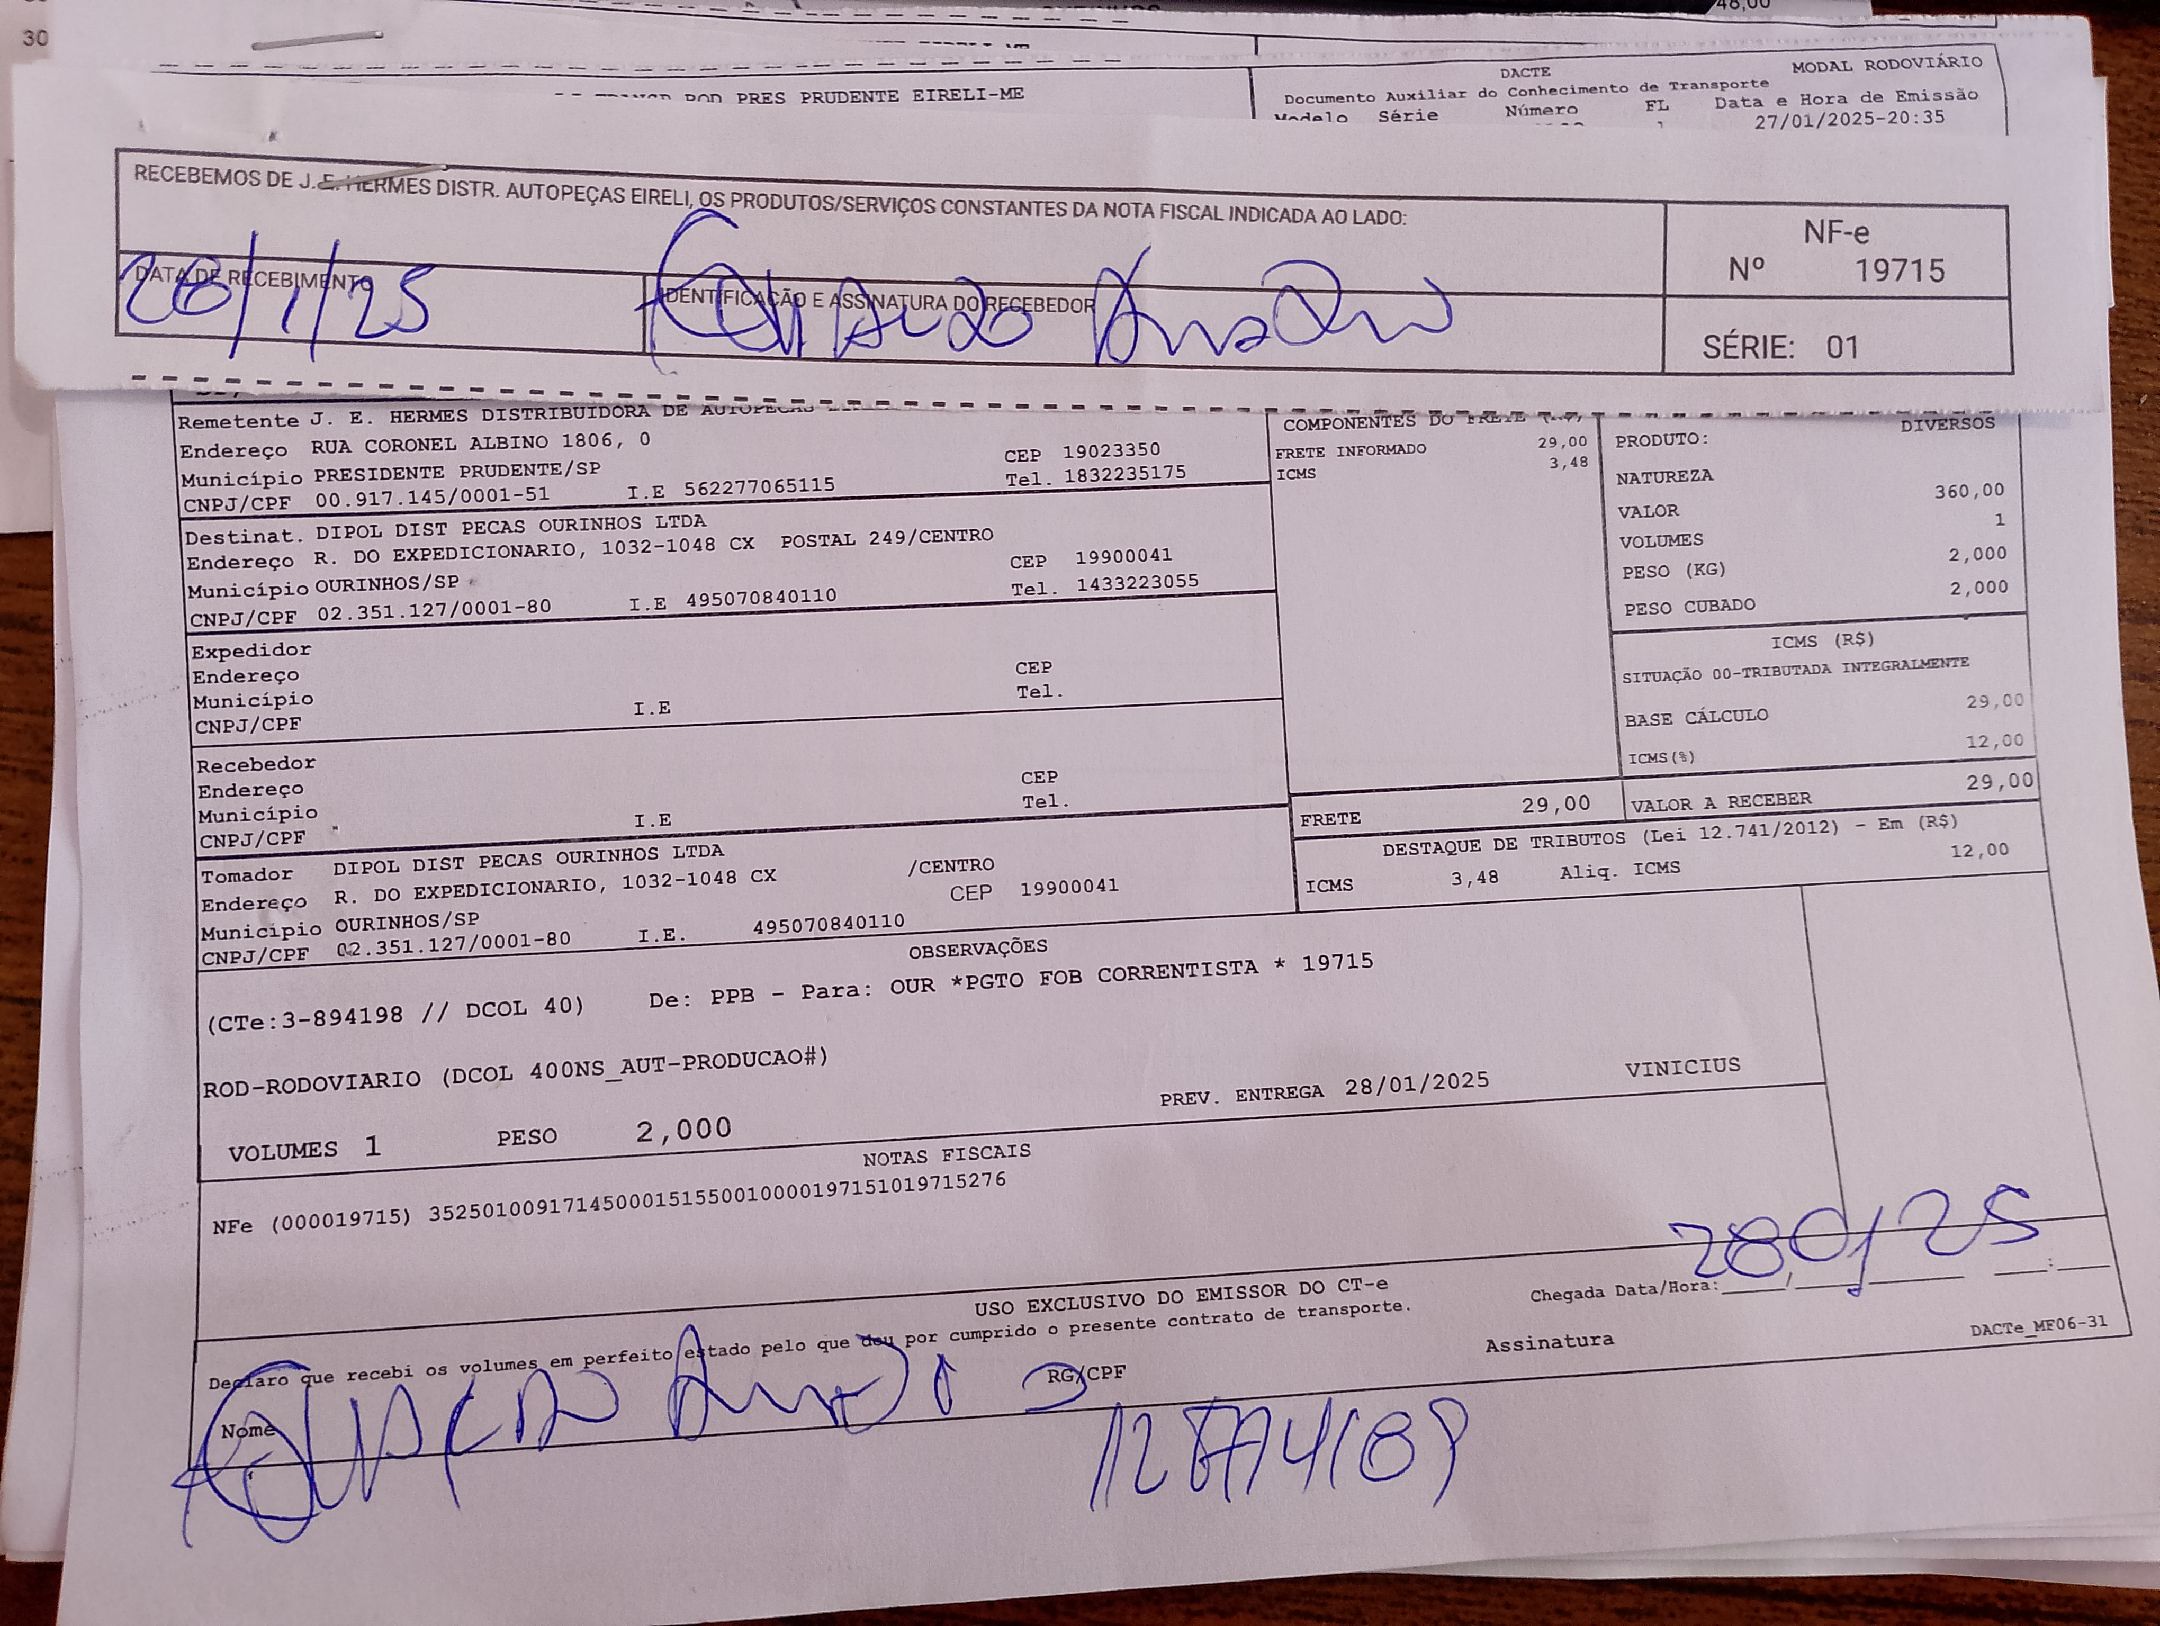 48,00
30
PRES PRUDENTE EIRELI-ME
DACTE
MODAL RODOVIÁRIO
Documento Auxiliar do Conhecimento de Transporte
Modelo Série Número FL Data e Hora de Emissão
27/01/2025-20:35
RECEBEMOS DE J. E. HERMES DISTR. AUTOPEÇAS EIRELI, OS PRODUTOS/SERVIÇOS CONSTANTES DA NOTA FISCAL INDICADA AO LADO:
NF-e
Nº 19715
SÉRIE: 01
DATA DE RECEBIMENTO
28/1/25
IDENTIFICAÇÃO E ASSINATURA DO RECEBEDOR
Remetente J. E. HERMES DISTRIBUIDORA DE AUTOPECAS
Endereço RUA CORONEL ALBINO 1806, 0
CEP 19023350
Município PRESIDENTE PRUDENTE/SP
Tel. 1832235175
CNPJ/CPF 00.917.145/0001-51 I.E 562277065115
Destinat. DIPOL DIST PECAS OURINHOS LTDA
Endereço R. DO EXPEDICIONARIO, 1032-1048 CX POSTAL 249/CENTRO
CEP 19900041
Município OURINHOS/SP
Tel. 1433223055
CNPJ/CPF 02.351.127/0001-80 I.E 495070840110
Expedidor
Endereço CEP
Município Tel.
CNPJ/CPF I.E
Recebedor
Endereço CEP
Município Tel.
CNPJ/CPF I.E
Tomador DIPOL DIST PECAS OURINHOS LTDA
Endereço R. DO EXPEDICIONARIO, 1032-1048 CX /CENTRO
CEP 19900041
Município OURINHOS/SP
CNPJ/CPF 02.351.127/0001-80 I.E. 495070840110
COMPONENTES DO FRETE
FRETE INFORMADO 29,00
ICMS 3,48
PRODUTO: DIVERSOS
NATUREZA
VALOR 360,00
VOLUMES 1
PESO (KG) 2,000
PESO CUBADO 2,000
ICMS (R$)
SITUAÇÃO 00-TRIBUTADA INTEGRALMENTE
BASE CÁLCULO 29,00
ICMS(%) 12,00
FRETE 29,00
VALOR A RECEBER 29,00
DESTAQUE DE TRIBUTOS (Lei 12.741/2012) - Em (R$)
ICMS 3,48 Aliq. ICMS 12,00
OBSERVAÇÕES
(CTe:3-894198 // DCOL 40) De: PPB - Para: OUR *PGTO FOB CORRENTISTA * 19715
ROD-RODOVIARIO (DCOL 400NS_AUT-PRODUCAO#)
PREV. ENTREGA 28/01/2025 VINICIUS
VOLUMES 1 PESO 2,000
NOTAS FISCAIS
NFe (000019715) 35250100917145000151550010000197151019715276
USO EXCLUSIVO DO EMISSOR DO CT-e
Declaro que recebi os volumes em perfeito estado pelo que dou por cumprido o presente contrato de transporte.
Chegada Data/Hora:
Nome
RG/CPF
Assinatura
DACTe_MF06-31